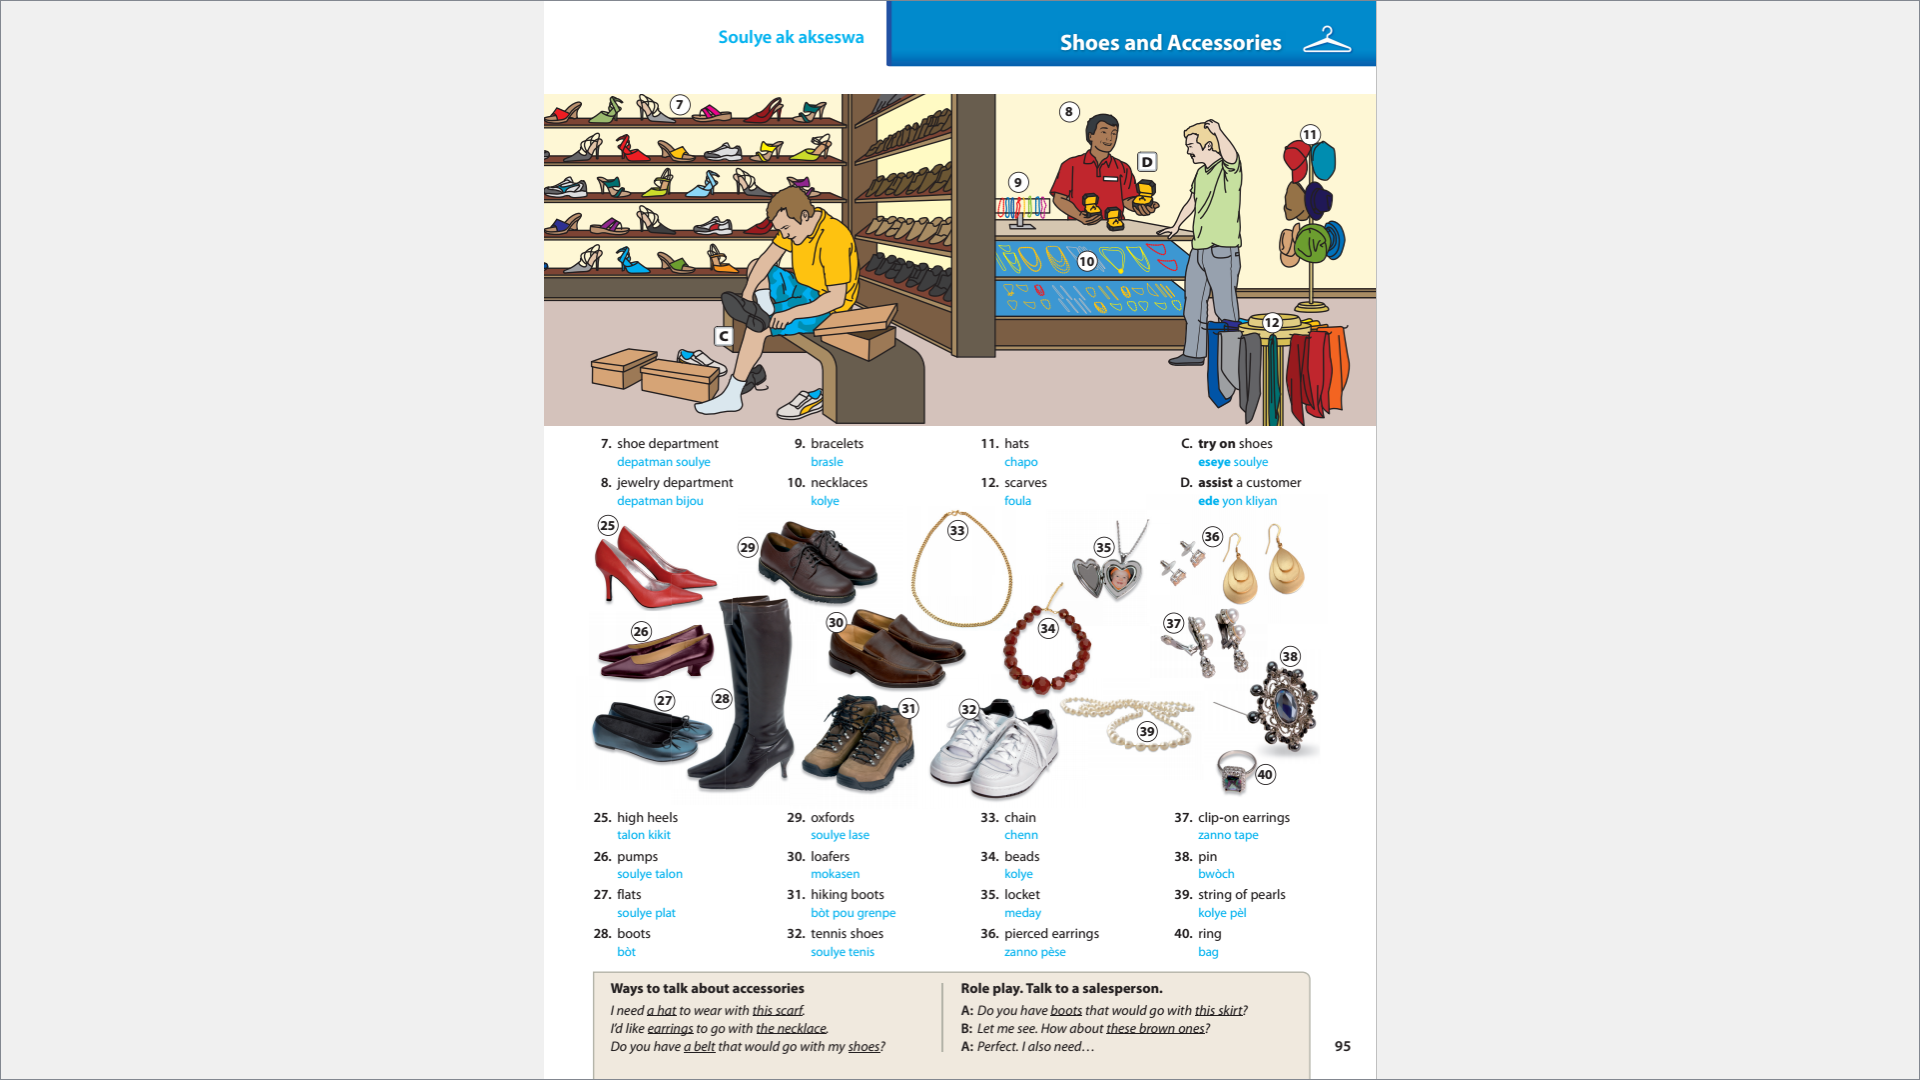 Soulye ak akseswa
Shoes and Accessories
7
8
11
D
9
10
12
C
7. shoe department
depatman soulye
8. jewelry department
depatman bijou
9. bracelets
brasle
10. necklaces
kolye
11. hats
chapo
12. scarves
foula
C. try on shoes
eseye soulye
D. assist a customer
ede yon kliyan
25
29
33
35
36
26
30
34
37
38
27
28
31
32
39
40
25. high heels
talon kikit
26. pumps
soulye talon
27. flats
soulye plat
28. boots
bòt
29. oxfords
soulye lase
30. loafers
mokasen
31. hiking boots
bòt pou grenpe
32. tennis shoes
soulye tenis
33. chain
chenn
34. beads
kolye
35. locket
meday
36. pierced earrings
zanno pèse
37. clip-on earrings
zanno tape
38. pin
bwòch
39. string of pearls
kolye pèl
40. ring
bag
Ways to talk about accessories
I need a hat to wear with this scarf.
I'd like earrings to go with the necklace.
Do you have a belt that would go with my shoes?
Role play. Talk to a salesperson.
A: Do you have boots that would go with this skirt?
B: Let me see. How about these brown ones?
A: Perfect. I also need…
95